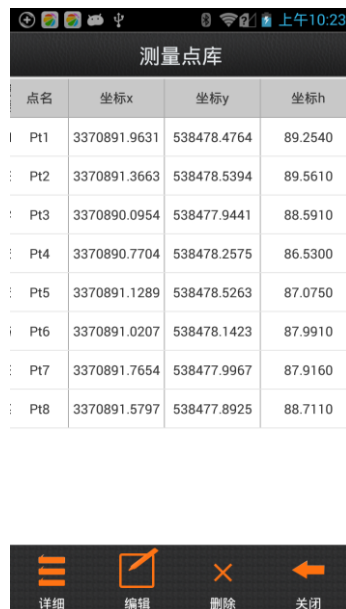 上午10:23
测量点库
点名 坐标x 坐标y 坐标h
Pt1 3370891.9631 538478.4764 89.2540
Pt2 3370891.3663 538478.5394 89.5610
Pt3 3370890.0954 538477.9441 88.5910
Pt4 3370890.7704 538478.2575 86.5300
Pt5 3370891.1289 538478.5263 87.0750
Pt6 3370891.0207 538478.1423 87.9910
Pt7 3370891.7654 538477.9967 87.9160
Pt8 3370891.5797 538477.8925 88.7110
详细 编辑 删除 关闭